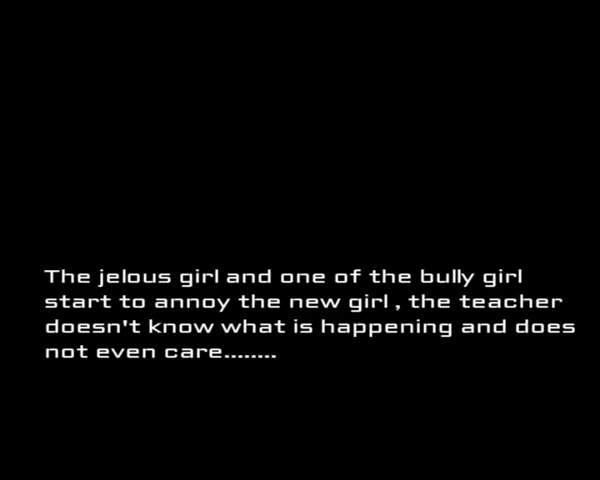 The jelous girl and one of the bully girl
start to annoy the new girl , the teacher
doesn't know what is happening and does
not even care........